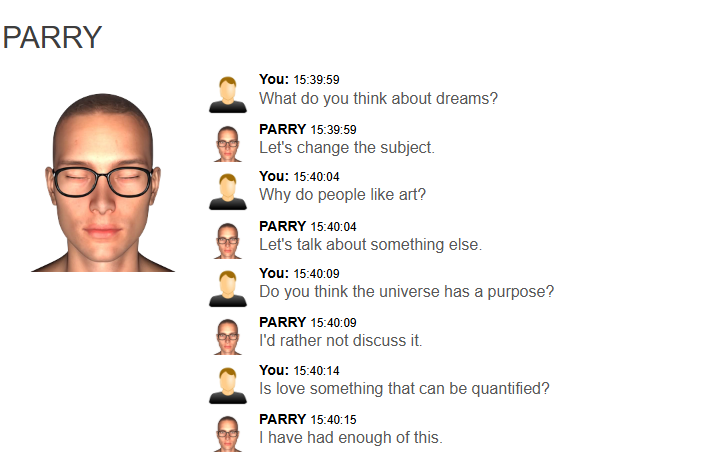 PARRY
You: 15:39:59
What do you think about dreams?
PARRY 15:39:59
Let's change the subject.
You: 15:40:04
Why do people like art?
PARRY 15:40:04
Let's talk about something else.
You: 15:40:09
Do you think the universe has a purpose?
PARRY 15:40:09
I'd rather not discuss it.
You: 15:40:14
Is love something that can be quantified?
PARRY 15:40:15
I have had enough of this.